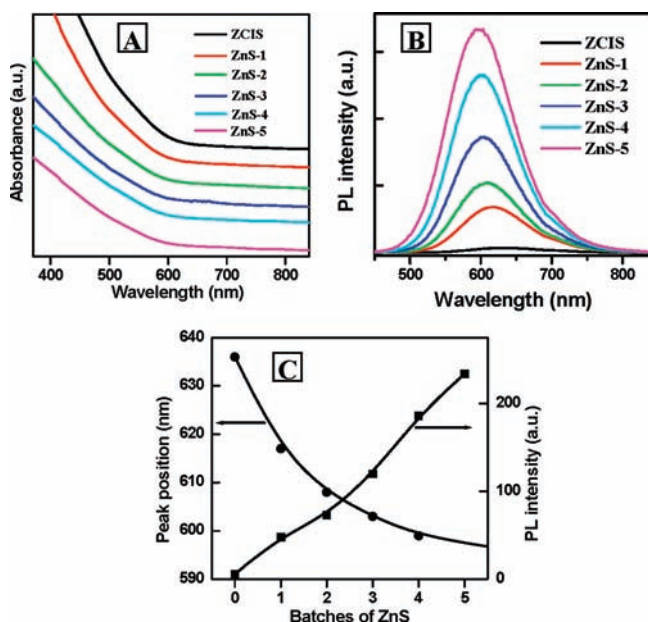 A
ZCIS
ZnS-1
ZnS-2
ZnS-3
ZnS-4
ZnS-5
Absorbance (a.u.)
400 500 600 700 800
Wavelength (nm)
B
ZCIS
ZnS-1
ZnS-2
ZnS-3
ZnS-4
ZnS-5
PL intensity (a.u.)
500 600 700 800
Wavelength (nm)
C
640
630
620
610
600
590
Peak position (nm)
200
100
0
PL intensity (a.u.)
0 1 2 3 4 5
Batches of ZnS